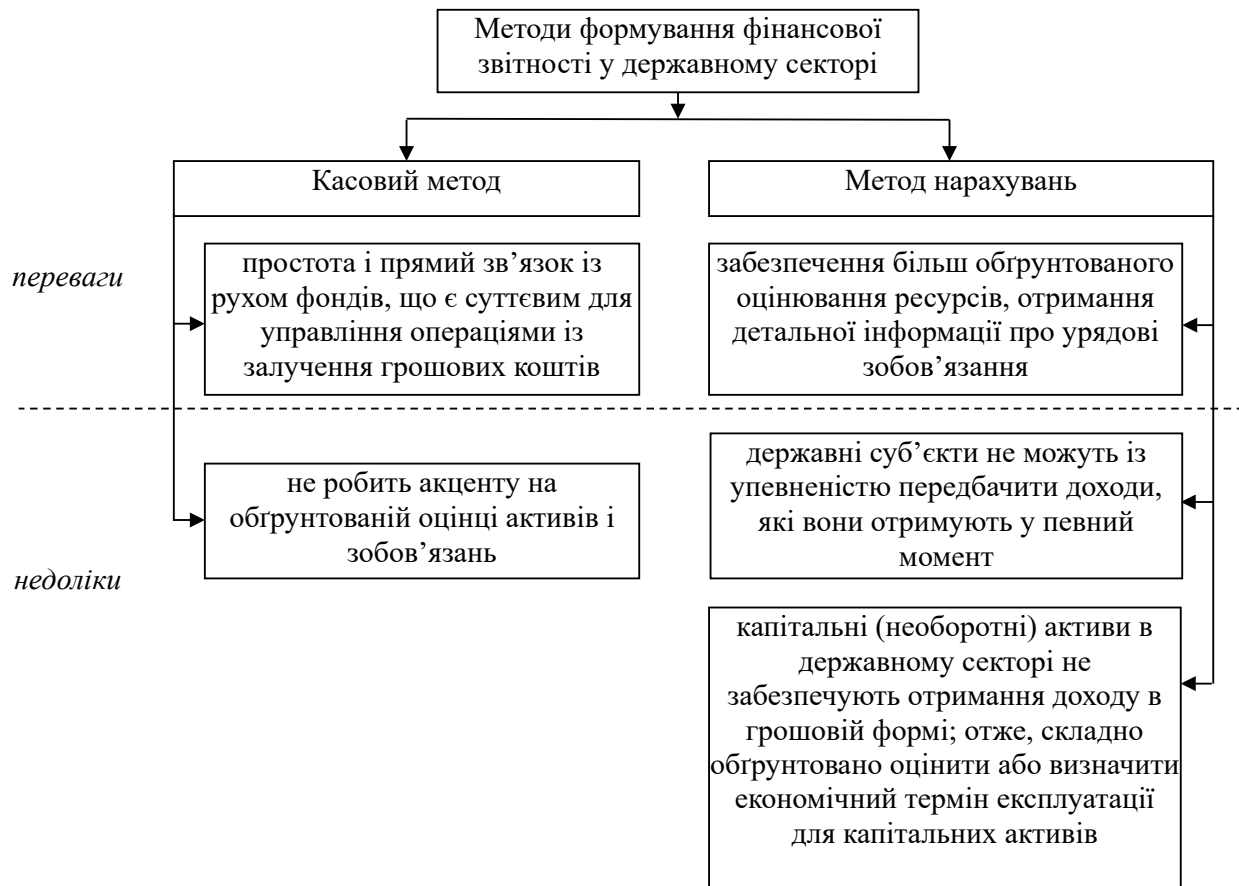 Методи формування фінансової
звітності у державному секторі
Касовий метод
Метод нарахувань
переваги
простота і прямий зв’язок із
рухом фондів, що є суттєвим для
управління операціями із
залучення грошових коштів
забезпечення більш обґрунтованого
оцінювання ресурсів, отримання
детальної інформації про урядові
зобов’язання
недоліки
не робить акценту на
обґрунтованій оцінці активів і
зобов’язань
державні суб’єкти не можуть із
упевненістю передбачити доходи,
які вони отримують у певний
момент
капітальні (необоротні) активи в
державному секторі не
забезпечують отримання доходу в
грошовій формі; отже, складно
обґрунтовано оцінити або визначити
економічний термін експлуатації
для капітальних активів